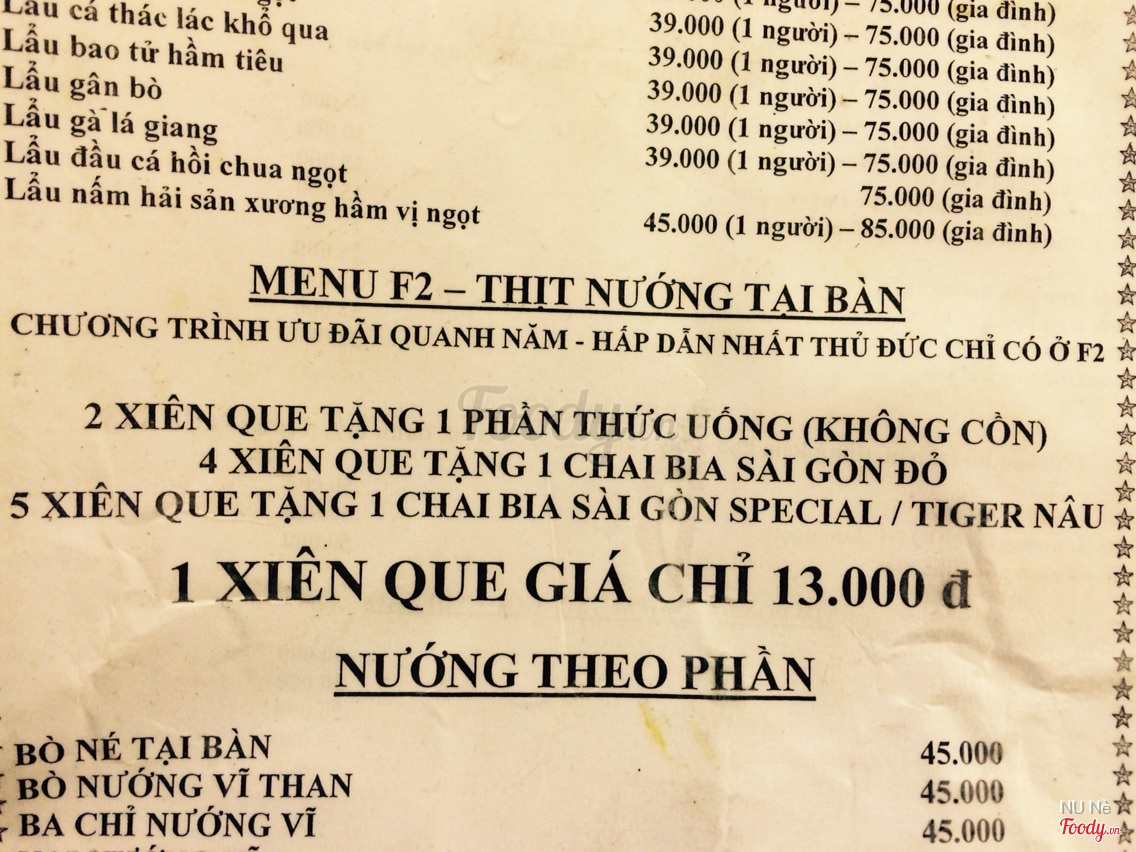 Lẩu cá thác lác khổ qua
Lẩu bao tử hầm tiêu
Lẩu gân bò
Lẩu gà lá giang
Lẩu đầu cá hồi chua ngọt
Lẩu nấm hải sản xương hầm vị ngọt
(1 người) – 75.000 (gia đình)
39.000 (1 người) – 75.000 (gia đình)
39.000 (1 người) – 75.000 (gia đình)
39.000 (1 người) – 75.000 (gia đình)
39.000 (1 người) – 75.000 (gia đình)
39.000 (1 người) – 75.000 (gia đình)
75.000 (gia đình)
45.000 (1 người) – 85.000 (gia đình)
MENU F2 – THỊT NƯỚNG TẠI BÀN
CHƯƠNG TRÌNH ƯU ĐÃI QUANH NĂM - HẤP DẪN NHẤT THỦ ĐỨC CHỈ CÓ Ở F2
2 XIÊN QUE TẶNG 1 PHẦN THỨC UỐNG (KHÔNG CỒN)
4 XIÊN QUE TẶNG 1 CHAI BIA SÀI GÒN ĐỎ
5 XIÊN QUE TẶNG 1 CHAI BIA SÀI GÒN SPECIAL / TIGER NÂU
1 XIÊN QUE GIÁ CHỈ 13.000 đ
NƯỚNG THEO PHẦN
BÒ NÉ TẠI BÀN 45.000
BÒ NƯỚNG VĨ THAN 45.000
BA CHỈ NƯỚNG VĨ 45.000
Foody.vn
NU Nè
Foody.vn